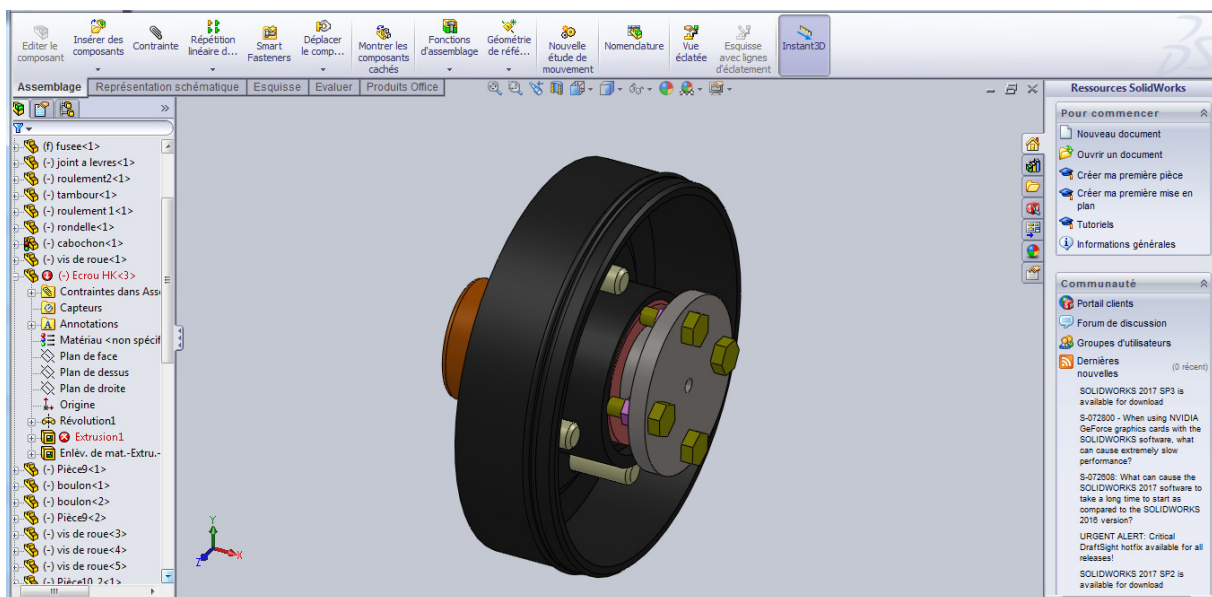 Editer le
composant
Insérer des
composants
Contrainte
Répétition
linéaire d...
Smart
Fasteners
Déplacer
le comp...
Montrer les
composants
cachés
Fonctions
d'assemblage
Géométrie
de réfé...
Nouvelle
étude de
mouvement
Nomenclature
Vue
éclatée
Esquisse
avec lignes
d'éclatement
Instant3D
Assemblage
Représentation schématique
Esquisse
Evaluer
Produits Office
(f) fusee<1>
(-) joint a levres<1>
(-) roulement2<1>
(-) tambour<1>
(-) roulement 1<1>
(-) rondelle<1>
(-) cabochon<1>
(-) vis de roue<1>
(-) Ecrou HK<3>
Contraintes dans Asse
Capteurs
Annotations
Matériau <non spécif
Plan de face
Plan de dessus
Plan de droite
Origine
Révolution1
Extrusion1
Enlèv. de mat.-Extru.-
(-) Pièce9<1>
(-) boulon<1>
(-) boulon<2>
(-) Pièce9<2>
(-) vis de roue<3>
(-) vis de roue<4>
(-) vis de roue<5>
(-) Pièce10_2<1>
Y
X
Z
Ressources SolidWorks
Pour commencer
Nouveau document
Ouvrir un document
Créer ma première pièce
Créer ma première mise en
plan
Tutoriels
Informations générales
Communauté
Portail clients
Forum de discussion
Groupes d'utilisateurs
Dernières
nouvelles
(0 récent)
SOLIDWORKS 2017 SP3 is
available for download
S-072800 - When using NVIDIA
GeForce graphics cards with the
SOLIDWORKS software, what
can cause extremely slow
performance?
S-072608: What can cause the
SOLIDWORKS 2017 software to
take a long time to start as
compared to the SOLIDWORKS
2016 version?
URGENT ALERT: Critical
DraftSight hotfix available for all
releases!
SOLIDWORKS 2017 SP2 is
available for download